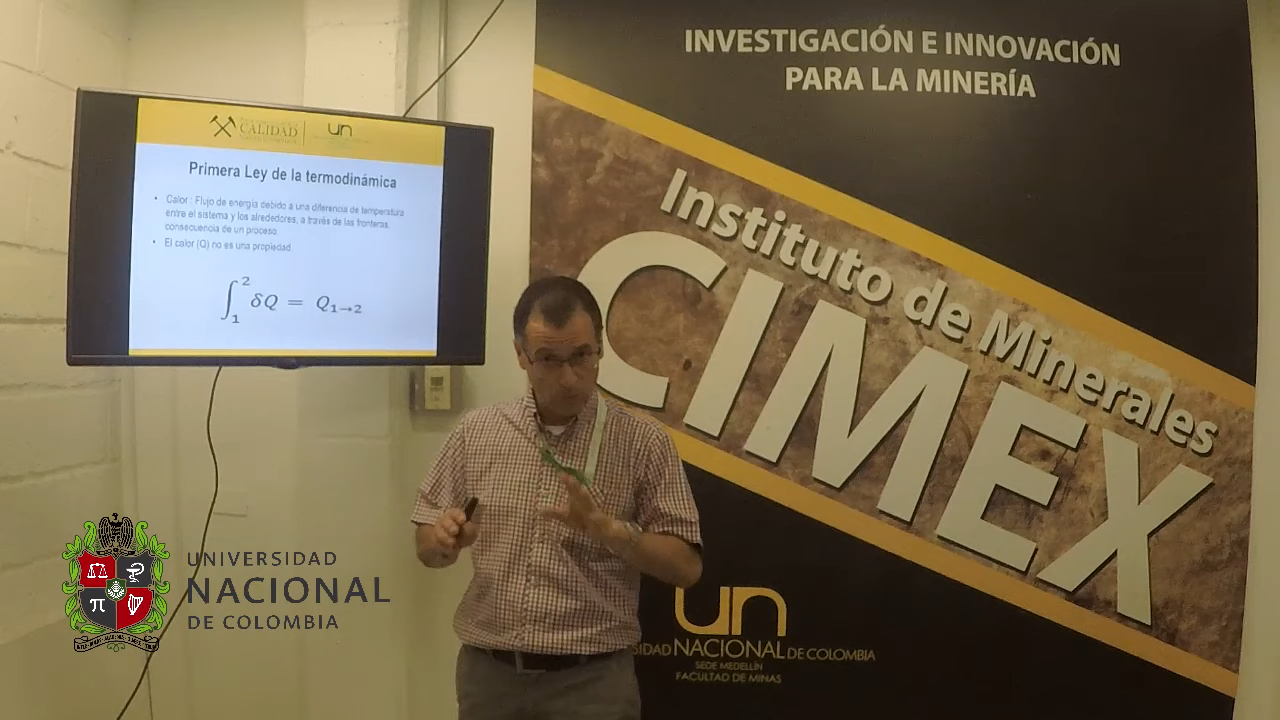 CALIDAD
un
Primera Ley de la termodinámica
• Calor : Flujo de energía debido a una diferencia de temperatura
entre el sistema y los alrededores, a través de las fronteras,
consecuencia de un proceso.
• El calor (Q) no es una propiedad
∫₁² δQ = Q₁→₂
INVESTIGACIÓN E INNOVACIÓN
PARA LA MINERÍA
Instituto de Minerales
CIMEX
un
SIDAD NACIONAL DE COLOMBIA
SEDE MEDELLÍN
FACULTAD DE MINAS
π
UNIVERSIDAD
NACIONAL
DE COLOMBIA